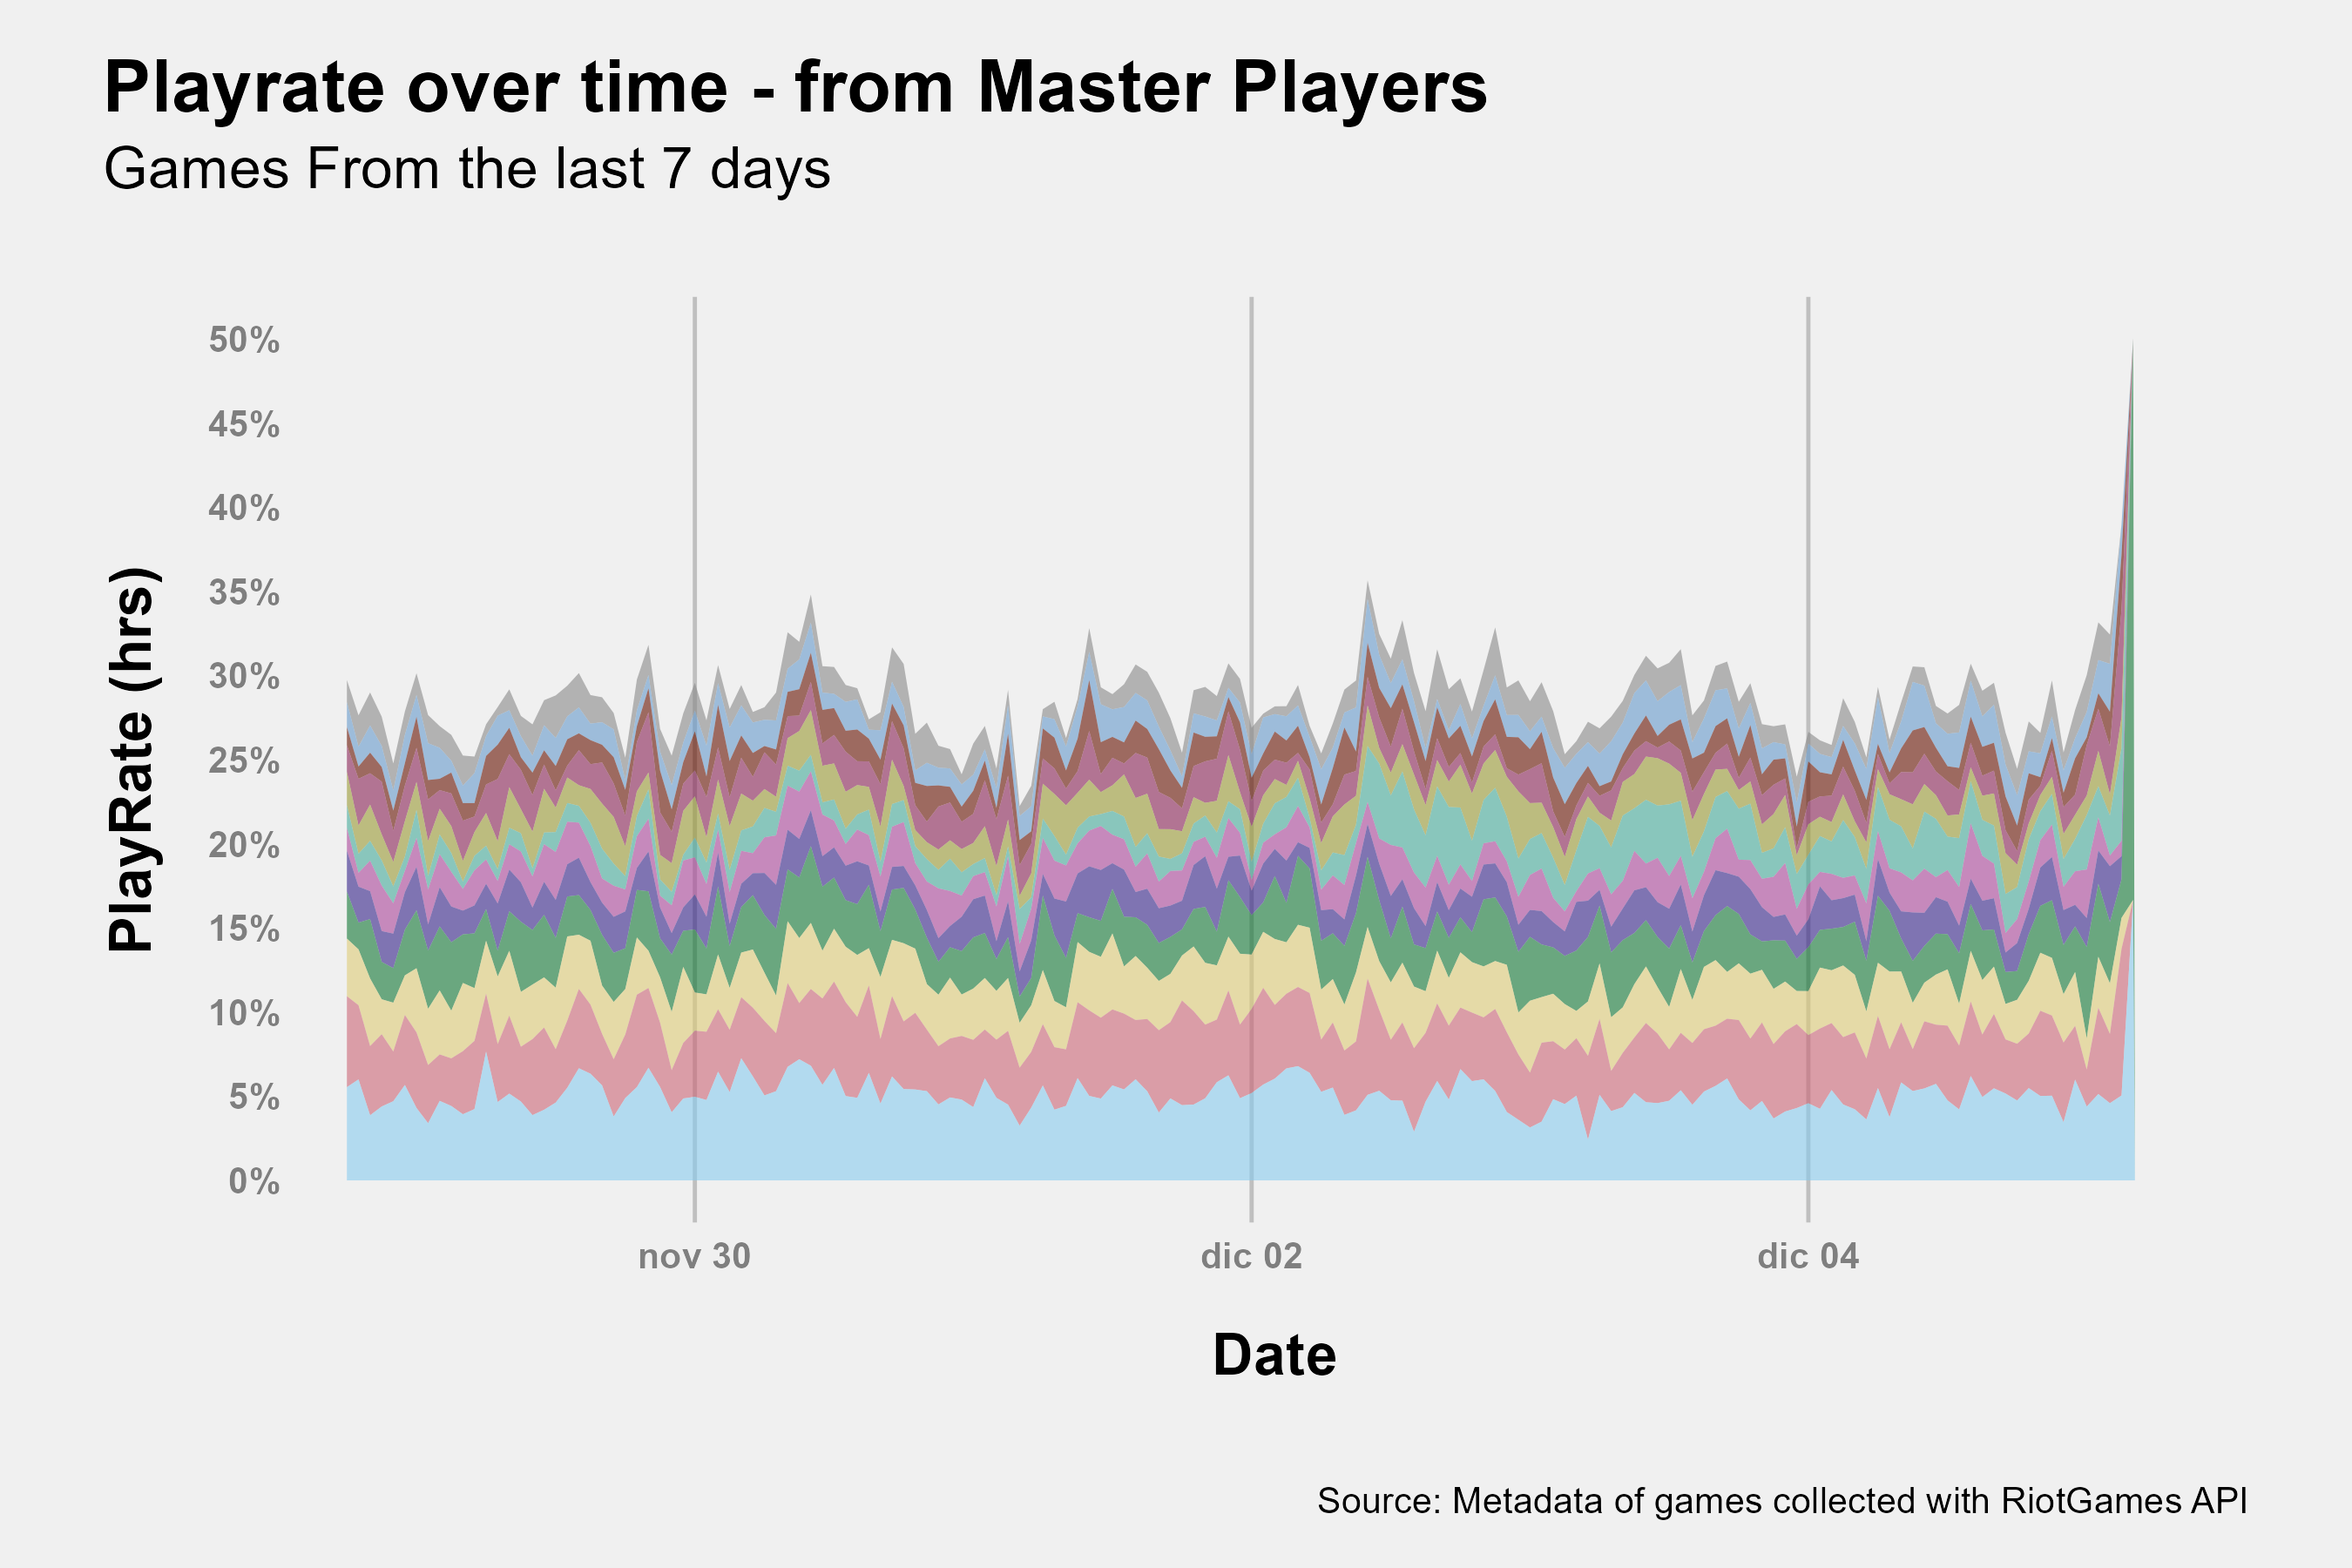 Playrate over time - from Master Players
Games From the last 7 days
PlayRate (hrs)
50%
45%
40%
35%
30%
25%
20%
15%
10%
5%
0%
nov 30
dic 02
dic 04
Date
Source: Metadata of games collected with RiotGames API